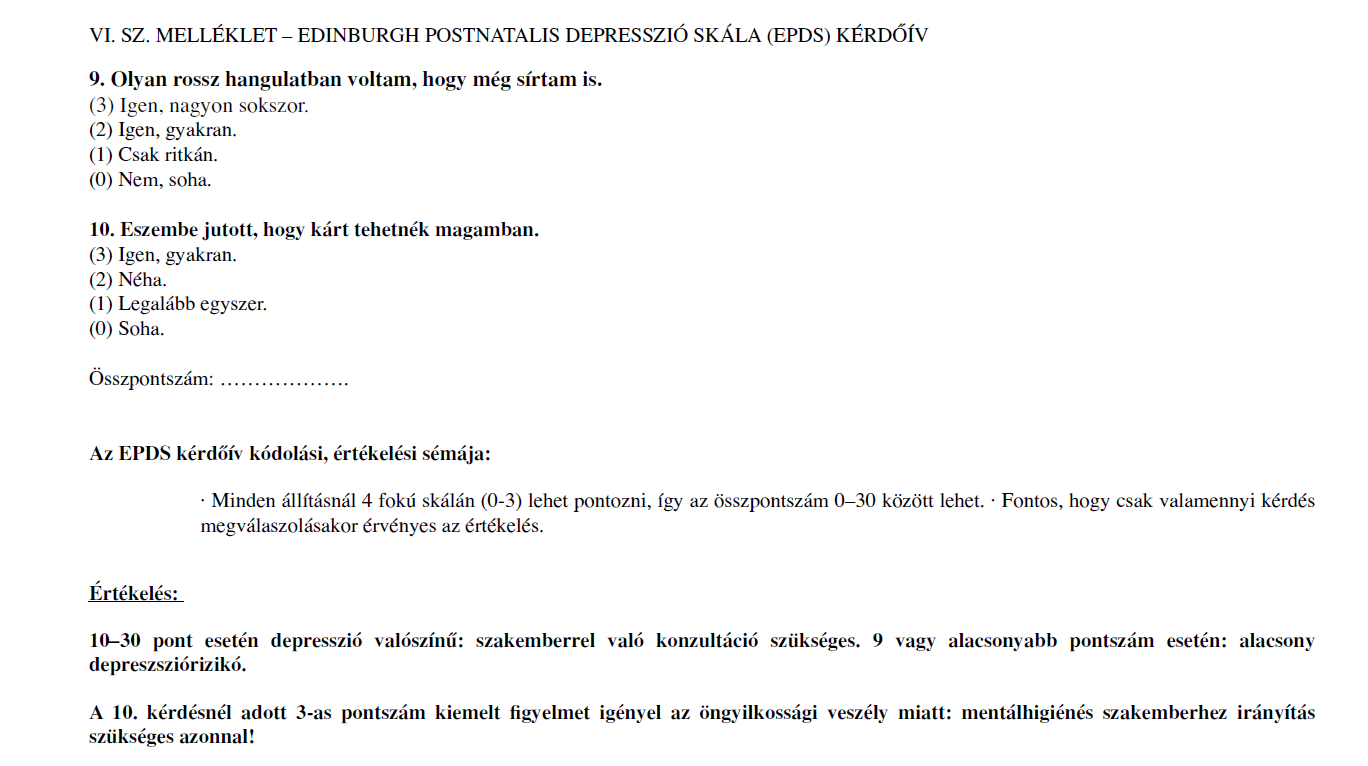 VI. SZ. MELLÉKLET – EDINBURGH POSTNATALIS DEPRESSZIÓ SKÁLA (EPDS) KÉRDŐÍV
9. Olyan rossz hangulatban voltam, hogy még sírtam is.
(3) Igen, nagyon sokszor.
(2) Igen, gyakran.
(1) Csak ritkán.
(0) Nem, soha.
10. Eszembe jutott, hogy kárt tehetnék magamban.
(3) Igen, gyakran.
(2) Néha.
(1) Legalább egyszer.
(0) Soha.
Összpontszám: ……………….
Az EPDS kérdőív kódolási, értékelési sémája:
· Minden állításnál 4 fokú skálán (0-3) lehet pontozni, így az összpontszám 0–30 között lehet. · Fontos, hogy csak valamennyi kérdés
megválaszolásakor érvényes az értékelés.
Értékelés:
10–30 pont esetén depresszió valószínű: szakemberrel való konzultáció szükséges. 9 vagy alacsonyabb pontszám esetén: alacsony
depreszsziórizikó.
A 10. kérdésnél adott 3-as pontszám kiemelt figyelmet igényel az öngyilkossági veszély miatt: mentálhigiénés szakemberhez irányítás
szükséges azonnal!